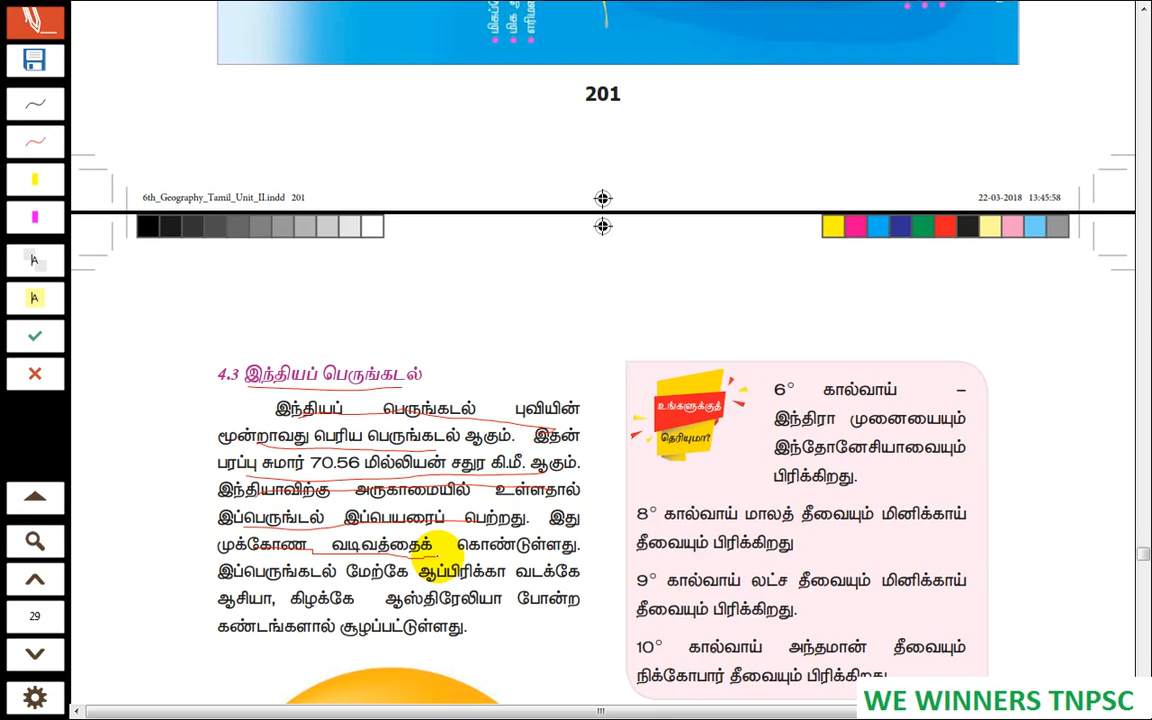 201
6th_Geography_Tamil_Unit_II.indd 201
22-03-2018 13:45:58
4.3 இந்தியப் பெருங்கடல்
இந்தியப் பெருங்கடல் புவியின்
மூன்றாவது பெரிய பெருங்கடல் ஆகும். இதன்
பரப்பு சுமார் 70.56 மில்லியன் சதுர கி.மீ. ஆகும்.
இந்தியாவிற்கு அருகாமையில் உள்ளதால்
இப்பெருங்டல் இப்பெயரைப் பெற்றது. இது
முக்கோண வடிவத்தைக் கொண்டுள்ளது.
இப்பெருங்கடல் மேற்கே ஆப்பிரிக்கா வடக்கே
ஆசியா, கிழக்கே ஆஸ்திரேலியா போன்ற
கண்டங்களால் சூழப்பட்டுள்ளது.
உங்களுக்குத்
தெரியுமா?
6° கால்வாய் –
இந்திரா முனையையும்
இந்தோனேசியாவையும்
பிரிக்கிறது.
8° கால்வாய் மாலத் தீவையும் மினிக்காய்
தீவையும் பிரிக்கிறது
9° கால்வாய் லட்ச தீவையும் மினிக்காய்
தீவையும் பிரிக்கிறது.
10° கால்வாய் அந்தமான் தீவையும்
நிக்கோபார் தீவையும் பிரிக்கிறது
29
WE WINNERS TNPSC